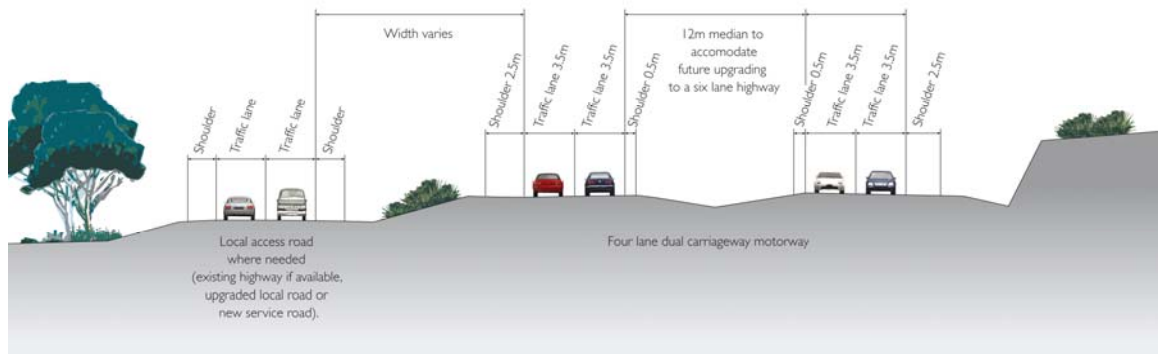 Width varies
12m median to
accomodate
future upgrading
to a six lane highway
Shoulder
Traffic lane
Traffic lane
Shoulder
Shoulder 2.5m
Traffic lane 3.5m
Traffic lane 3.5m
Shoulder 0.5m
Shoulder 0.5m
Traffic lane 3.5m
Traffic lane 3.5m
Shoulder 2.5m
Local access road
where needed
(existing highway if available,
upgraded local road or
new service road).
Four lane dual carriageway motorway